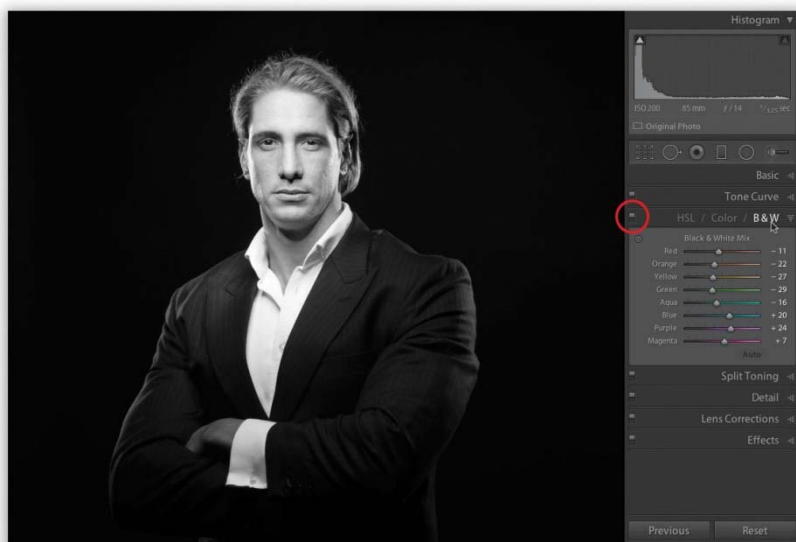 Histogram
ISO 200 85 mm f / 14 1/125 sec
Original Photo
Basic
Tone Curve
HSL / Color / B & W
Black & White Mix
Red - 11
Orange - 22
Yellow - 27
Green - 29
Aqua - 16
Blue + 20
Purple + 24
Magenta + 7
Auto
Split Toning
Detail
Lens Corrections
Effects
Previous Reset